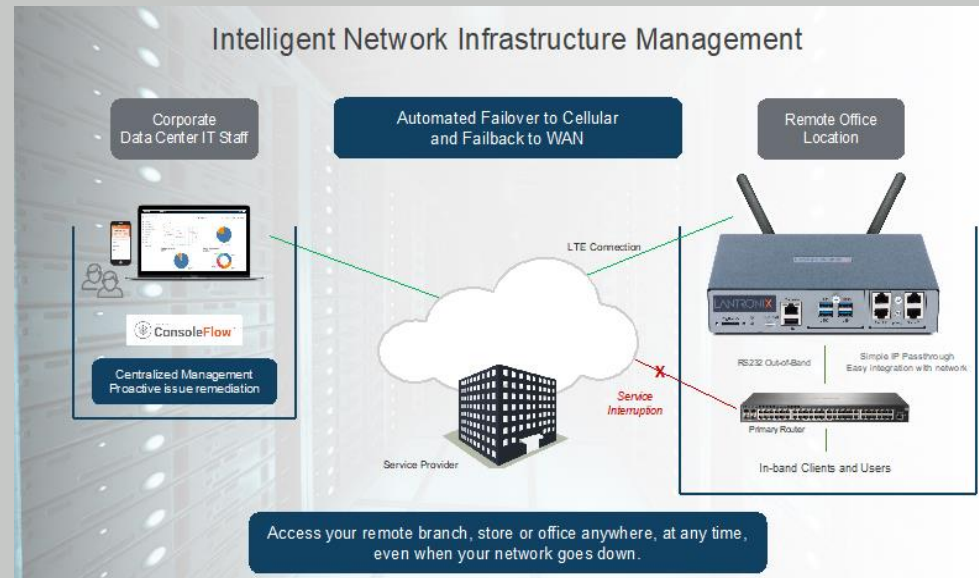 Intelligent Network Infrastructure Management
Corporate
Data Center IT Staff
Automated Failover to Cellular
and Failback to WAN
Remote Office
Location
LTE Connection
ConsoleFlow
Centralized Management
Proactive issue remediation
LANTRONIX
RS232 Out-of-Band
Simple IP Passthrough
Easy integration with network
Service
Interruption
X
Primary Router
Service Provider
In-band Clients and Users
Access your remote branch, store or office anywhere, at any time,
even when your network goes down.